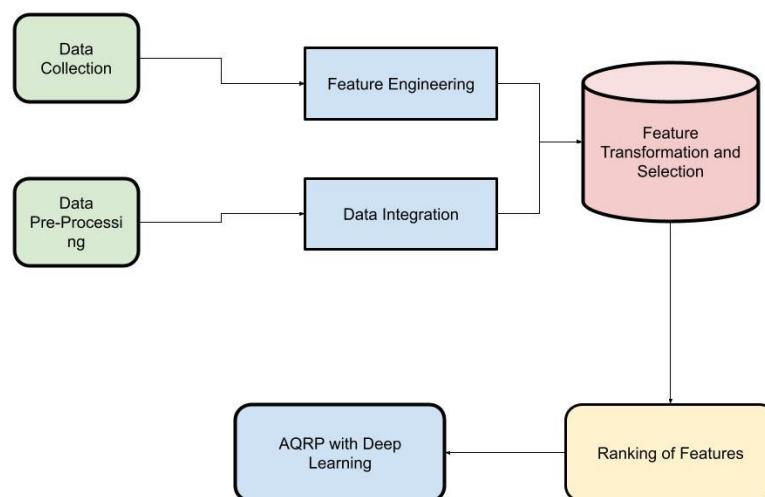 Data
Collection
Feature Engineering
Feature
Transformation and
Selection
Data
Pre-Processi
ng
Data Integration
AQRP with Deep
Learning
Ranking of Features